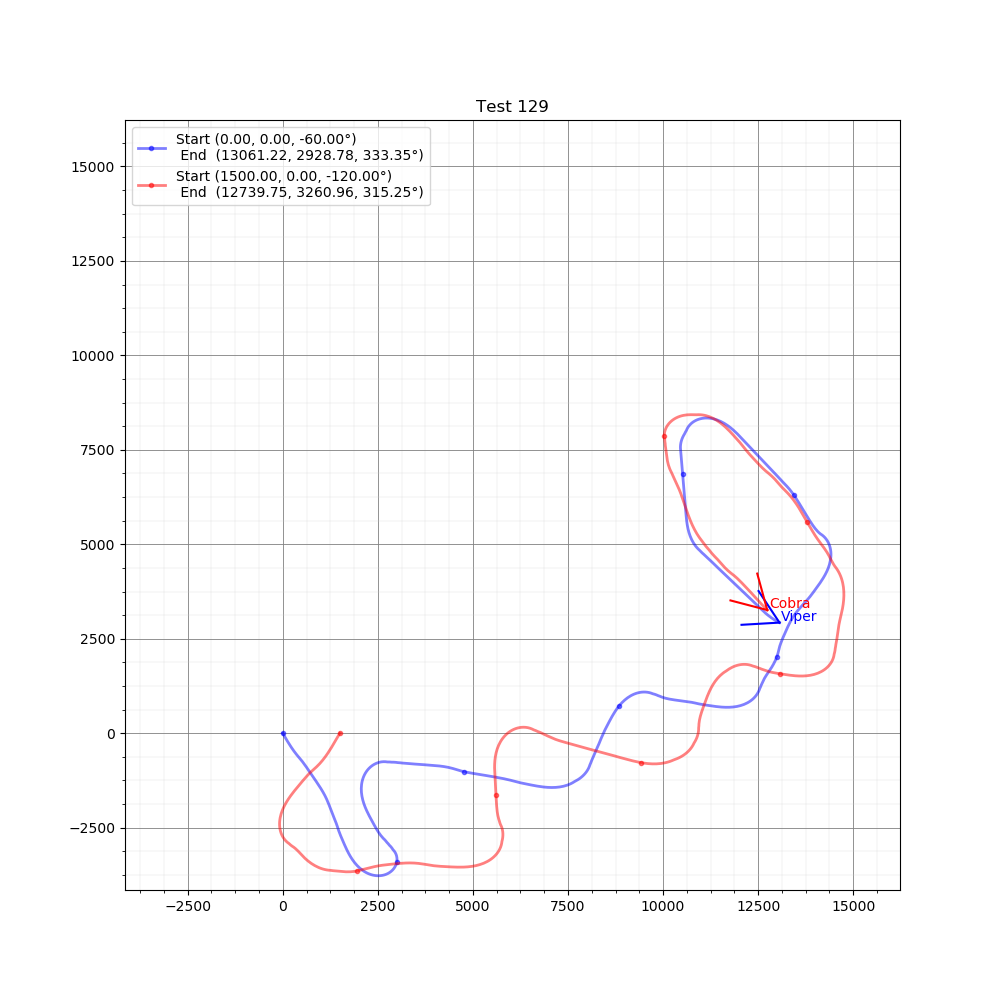 Test 129
Start (0.00, 0.00, -60.00°)
End (13061.22, 2928.78, 333.35°)
Start (1500.00, 0.00, -120.00°)
End (12739.75, 3260.96, 315.25°)
15000
12500
10000
7500
5000
2500
0
−2500
Cobra
Viper
−2500 0 2500 5000 7500 10000 12500 15000